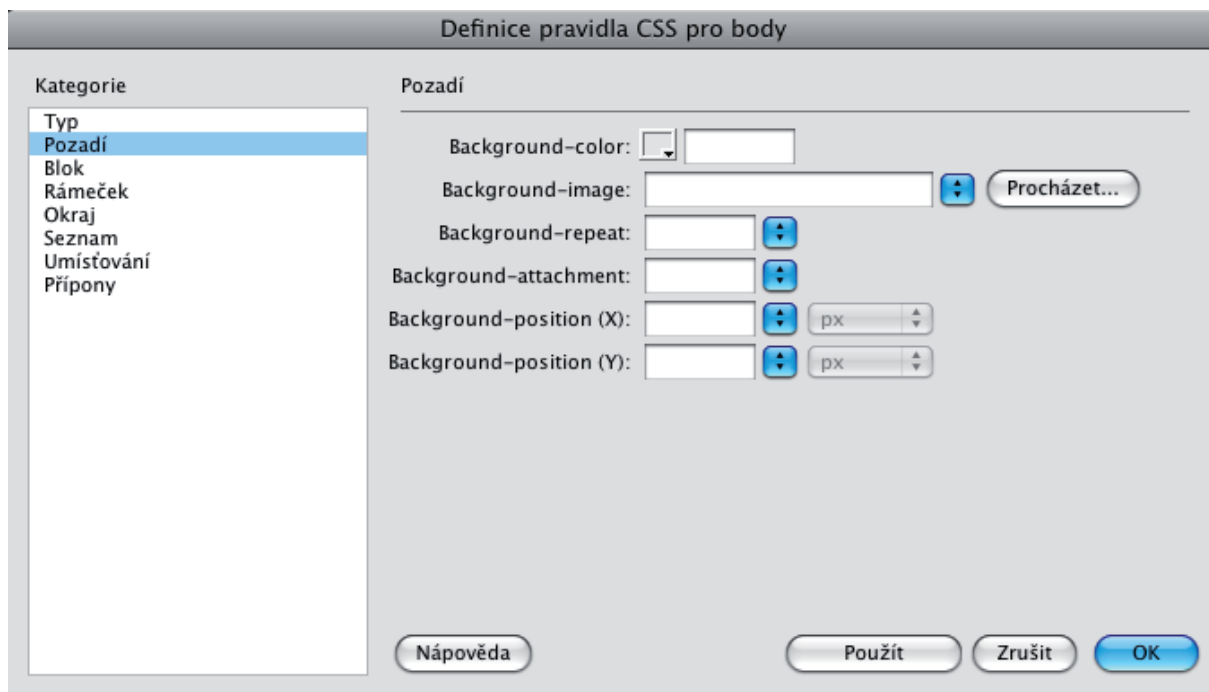 Definice pravidla CSS pro body
Kategorie
Typ
Pozadí
Blok
Rámeček
Okraj
Seznam
Umísťování
Přípony
Pozadí
Background-color:
Background-image: Procházet...
Background-repeat:
Background-attachment:
Background-position (X): px
Background-position (Y): px
Nápověda Použít Zrušit OK